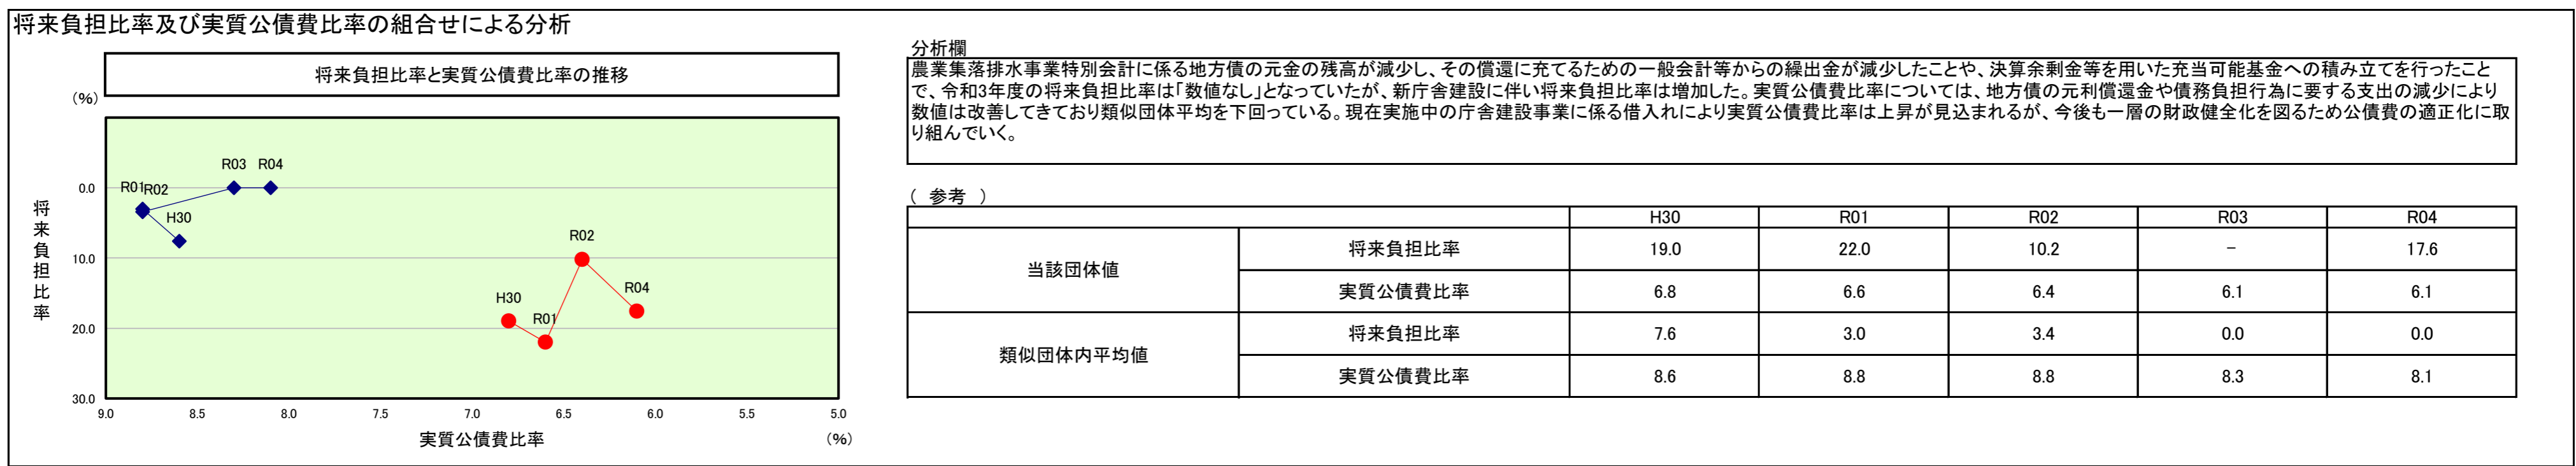 将来負担比率及び実質公債費比率の組合せによる分析
将来負担比率と実質公債費比率の推移
(%)
R03 R04
R01 R02
H30
R02
R04
H30
R01
0.0
10.0
20.0
30.0
将来負担比率
9.0 8.5 8.0 7.5 7.0 6.5 6.0 5.5 5.0
実質公債費比率
(%)
分析欄
農業集落排水事業特別会計に係る地方債の元金の残高が減少し、その償還に充てるための一般会計等からの繰出金が減少したことや、決算余剰金等を用いた充当可能基金への積み立てを行ったこと
で、令和3年度の将来負担比率は「数値なし」となっていたが、新庁舎建設に伴い将来負担比率は増加した。実質公債費比率については、地方債の元利償還金や債務負担行為に要する支出の減少により
数値は改善してきており類似団体平均を下回っている。現在実施中の庁舎建設事業に係る借入れにより実質公債費比率は上昇が見込まれるが、今後も一層の財政健全化を図るため公債費の適正化に取
り組んでいく。
( 参考 )
H30 R01 R02 R03 R04
当該団体値
将来負担比率 19.0 22.0 10.2 － 17.6
実質公債費比率 6.8 6.6 6.4 6.1 6.1
類似団体内平均値
将来負担比率 7.6 3.0 3.4 0.0 0.0
実質公債費比率 8.6 8.8 8.8 8.3 8.1